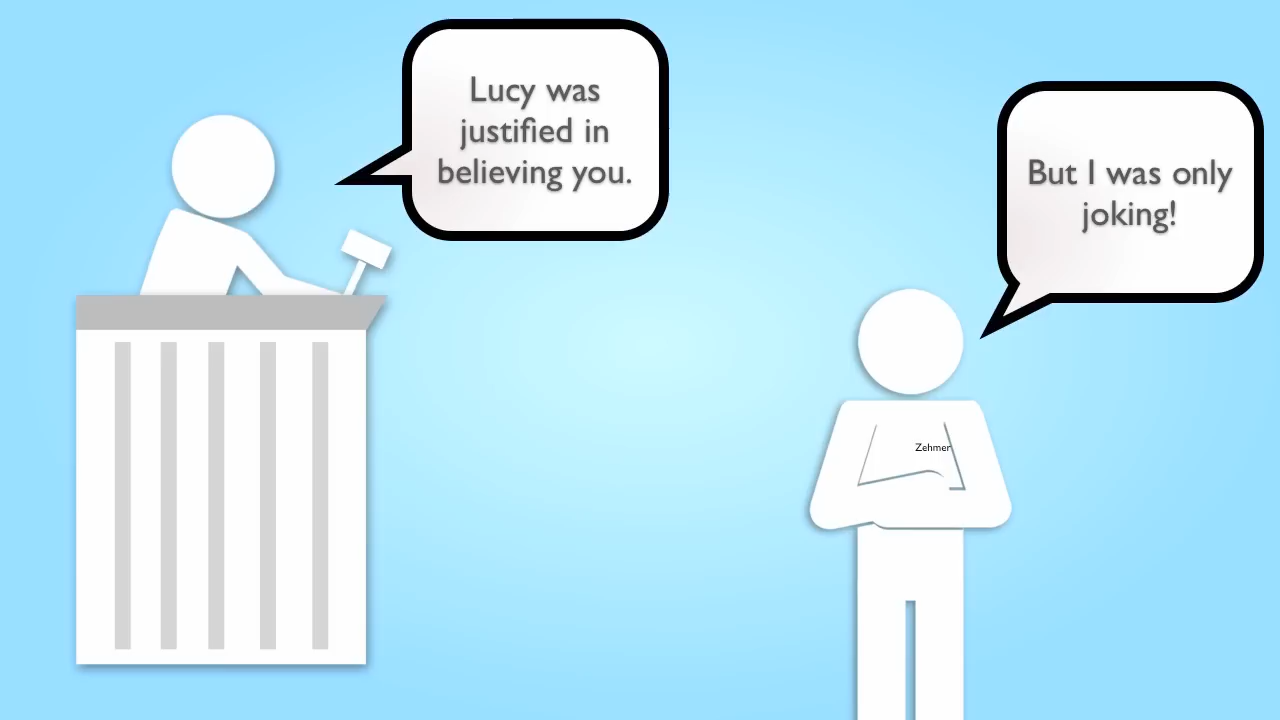 Lucy was
justified in
believing you.
But I was only
joking!
Zehmer